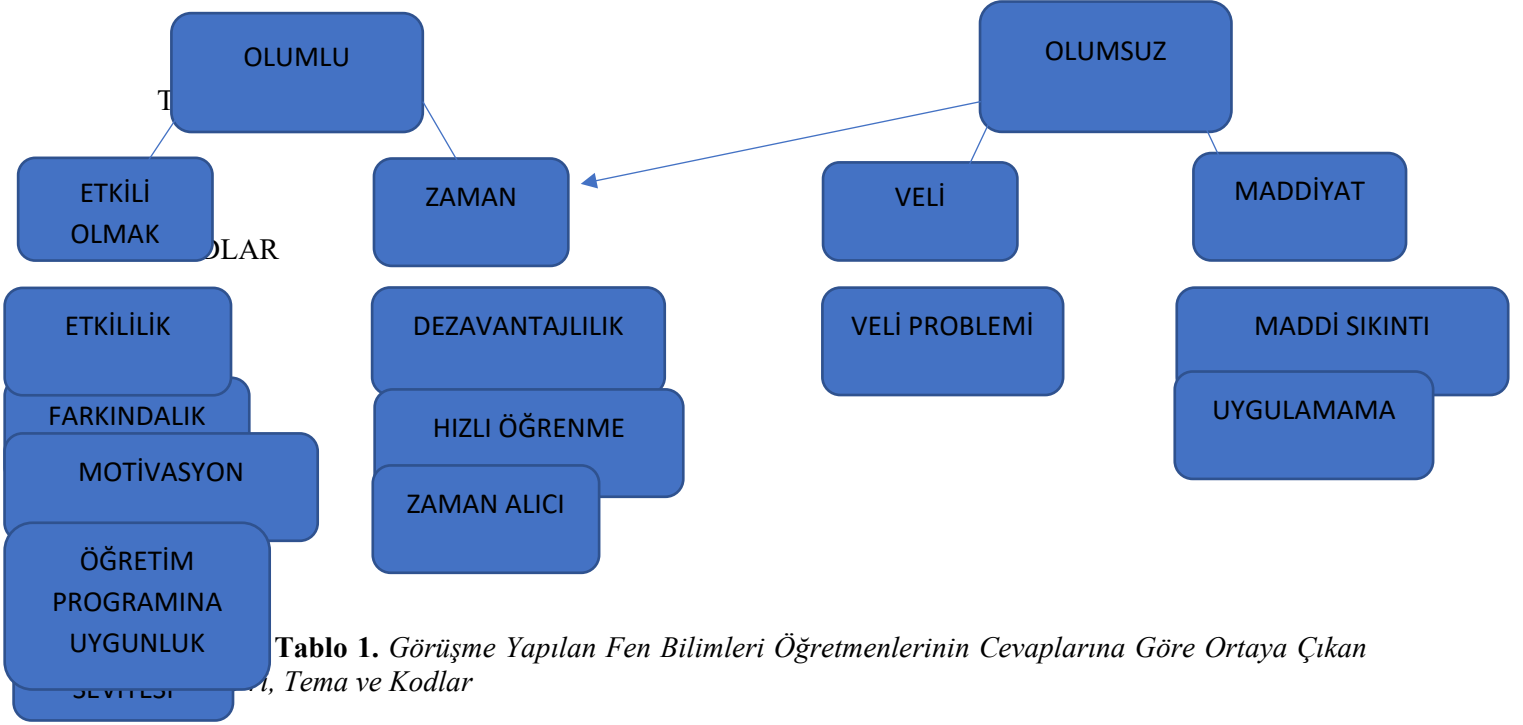 OLUMLU
OLUMSUZ
T
ETKİLİ
OLMAK
ZAMAN
VELİ
MADDİYAT
DLAR
ETKİLİLİK
DEZAVANTAJLILIK
VELİ PROBLEMİ
MADDİ SIKINTI
FARKINDALIK
HIZLI ÖĞRENME
UYGULAMAMA
MOTİVASYON
ZAMAN ALICI
ÖĞRETİM
PROGRAMINA
UYGUNLUK
Tablo 1. Görüşme Yapılan Fen Bilimleri Öğretmenlerinin Cevaplarına Göre Ortaya Çıkan
Tema ve Kodlar